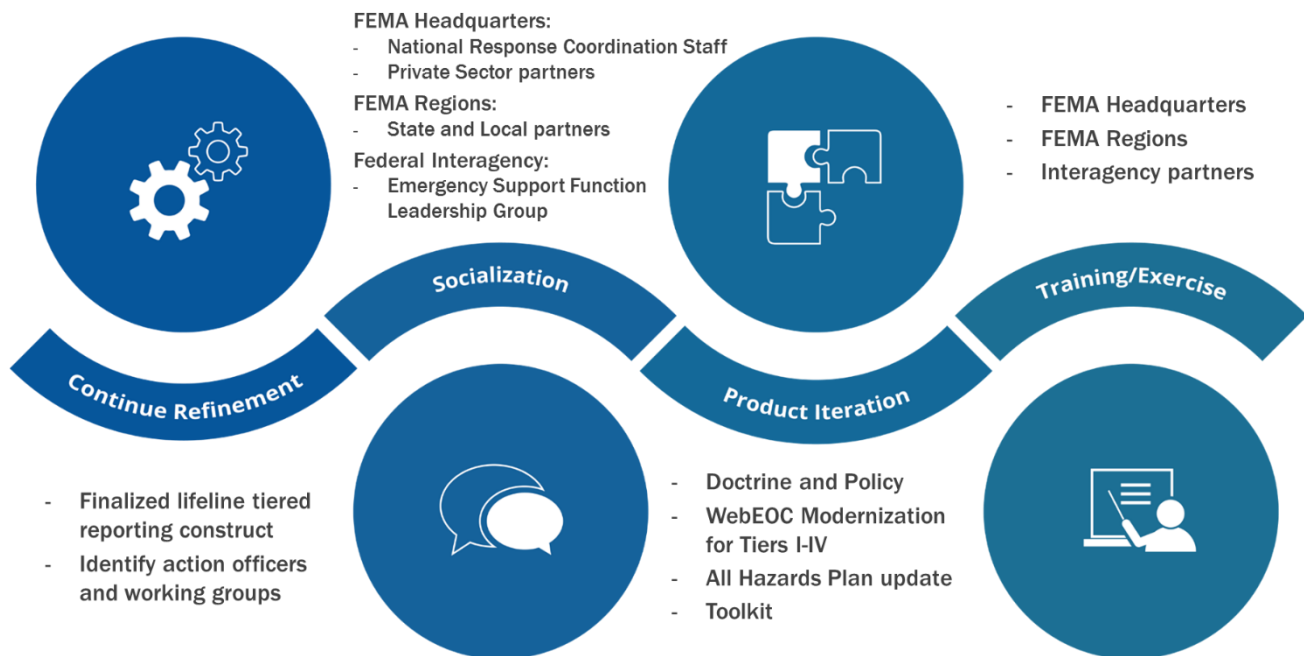 Continue Refinement
- Finalized lifeline tiered
reporting construct
- Identify action officers
and working groups
FEMA Headquarters:
- National Response Coordination Staff
- Private Sector partners
FEMA Regions:
- State and Local partners
Federal Interagency:
- Emergency Support Function
Leadership Group
Socialization
Product Iteration
- Doctrine and Policy
- WebEOC Modernization
for Tiers I-IV
- All Hazards Plan update
- Toolkit
- FEMA Headquarters
- FEMA Regions
- Interagency partners
Training/Exercise